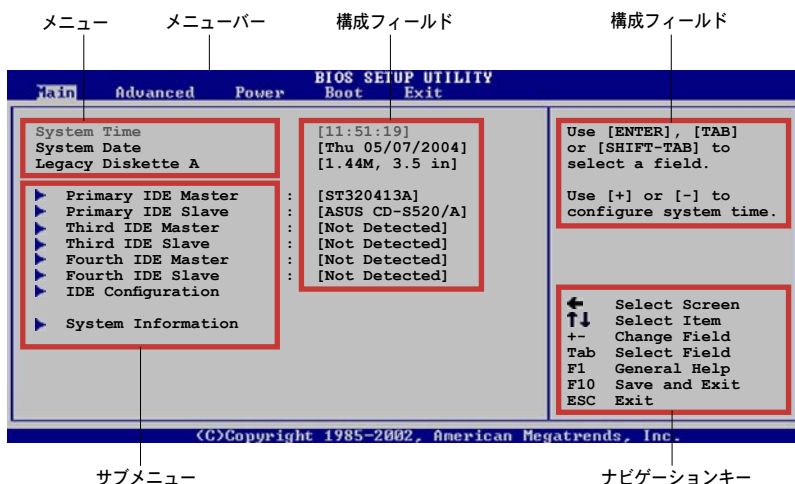 メニュー メニューバー 構成フィールド 構成フィールド
BIOS SETUP UTILITY
Main Advanced Power Boot Exit
System Time [11:51:19]
System Date [Thu 05/07/2004]
Legacy Diskette A [1.44M, 3.5 in]
Primary IDE Master : [ST320413A]
Primary IDE Slave : [ASUS CD-S520/A]
Third IDE Master : [Not Detected]
Third IDE Slave : [Not Detected]
Fourth IDE Master : [Not Detected]
Fourth IDE Slave : [Not Detected]
IDE Configuration
System Information
Use [ENTER], [TAB]
or [SHIFT-TAB] to
select a field.
Use [+] or [-] to
configure system time.
← Select Screen
↑↓ Select Item
+- Change Field
Tab Select Field
F1 General Help
F10 Save and Exit
ESC Exit
(C)Copyright 1985-2002, American Megatrends, Inc.
サブメニュー ナビゲーションキー